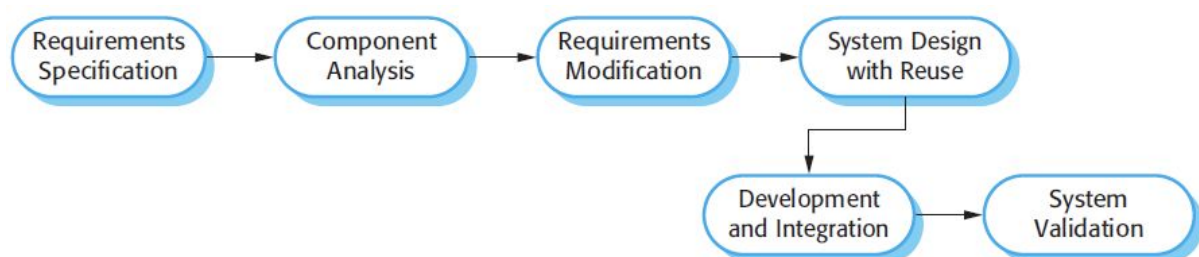 Requirements
Specification
Component
Analysis
Requirements
Modification
System Design
with Reuse
Development
and Integration
System
Validation